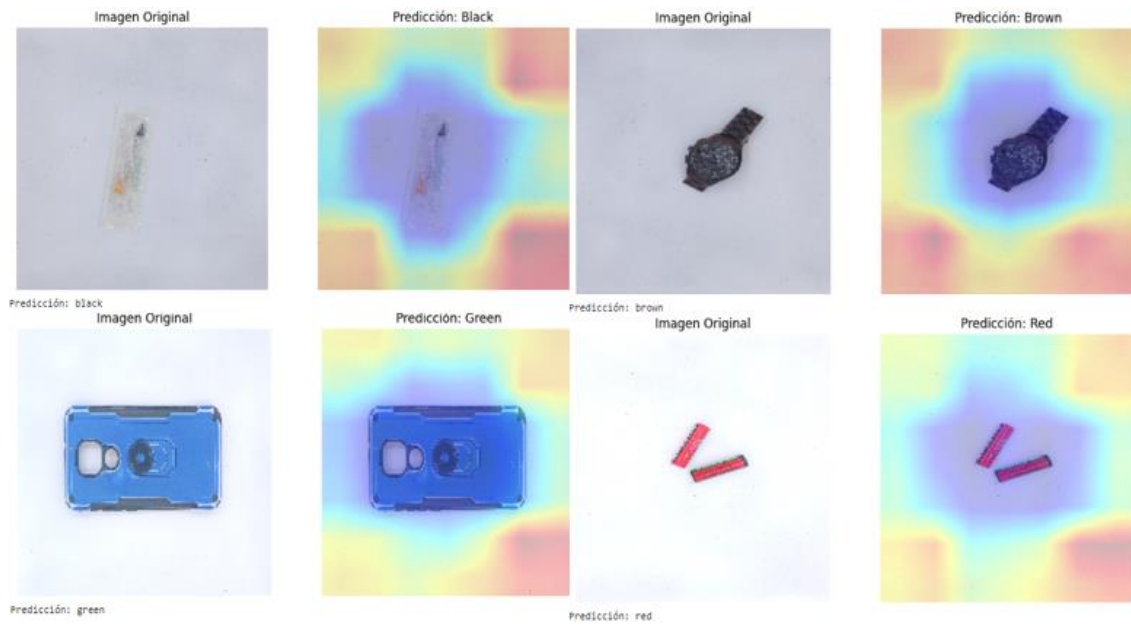 Imagen Original
Predicción: Black
Imagen Original
Predicción: Brown
Predicción: black
Predicción: brown
Imagen Original
Predicción: Green
Imagen Original
Predicción: Red
Predicción: green
Predicción: red